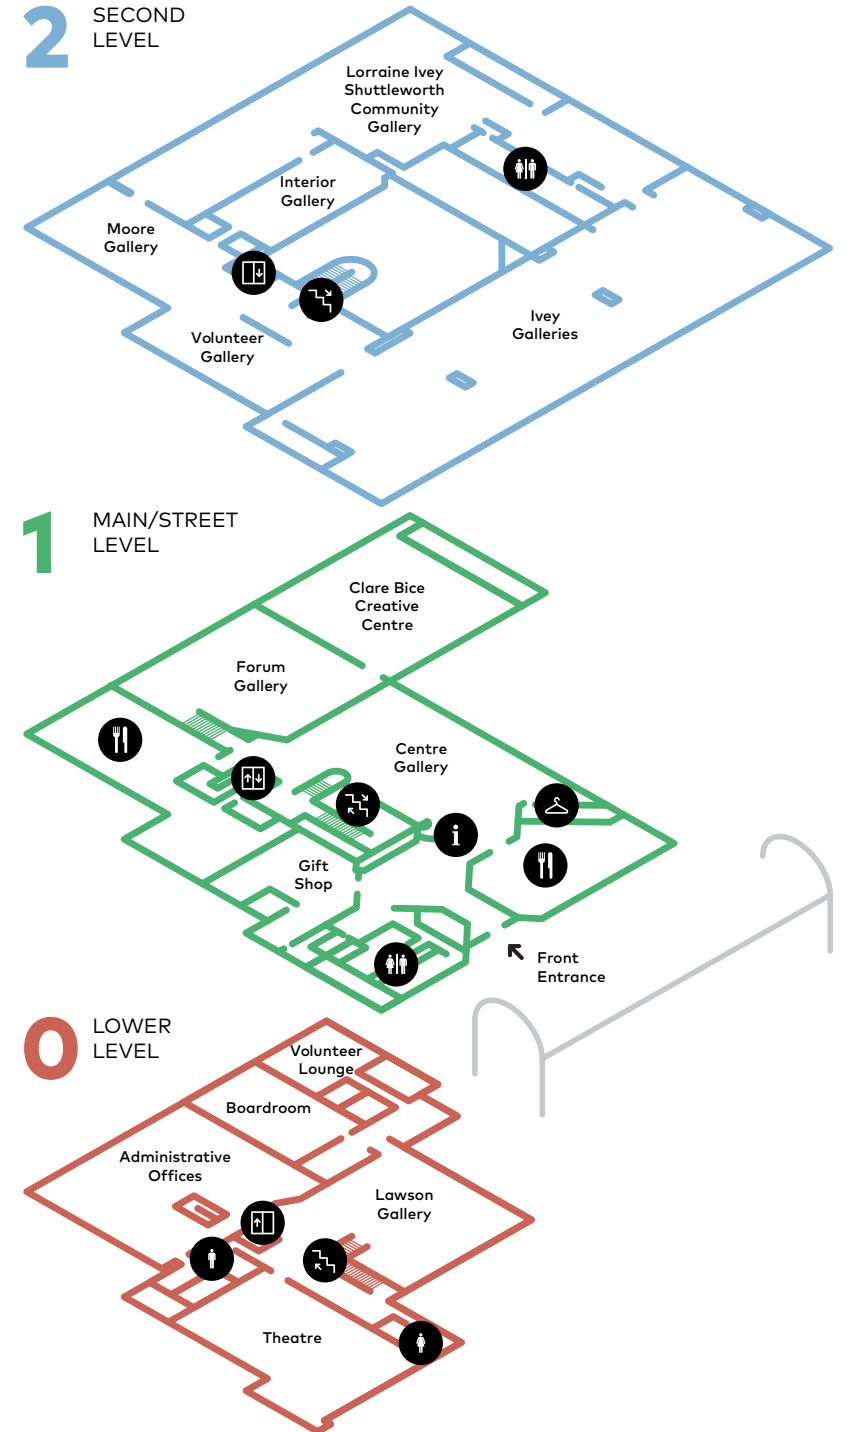 2
SECOND
LEVEL
Lorraine Ivey
Shuttleworth
Community
Gallery
Interior
Gallery
Moore
Gallery
Ivey
Galleries
Volunteer
Gallery
1
MAIN/STREET
LEVEL
Clare Bice
Creative
Centre
Forum
Gallery
Centre
Gallery
i
Gift
Shop
Front
Entrance
0
LOWER
LEVEL
Volunteer
Lounge
Boardroom
Administrative
Offices
Lawson
Gallery
Theatre